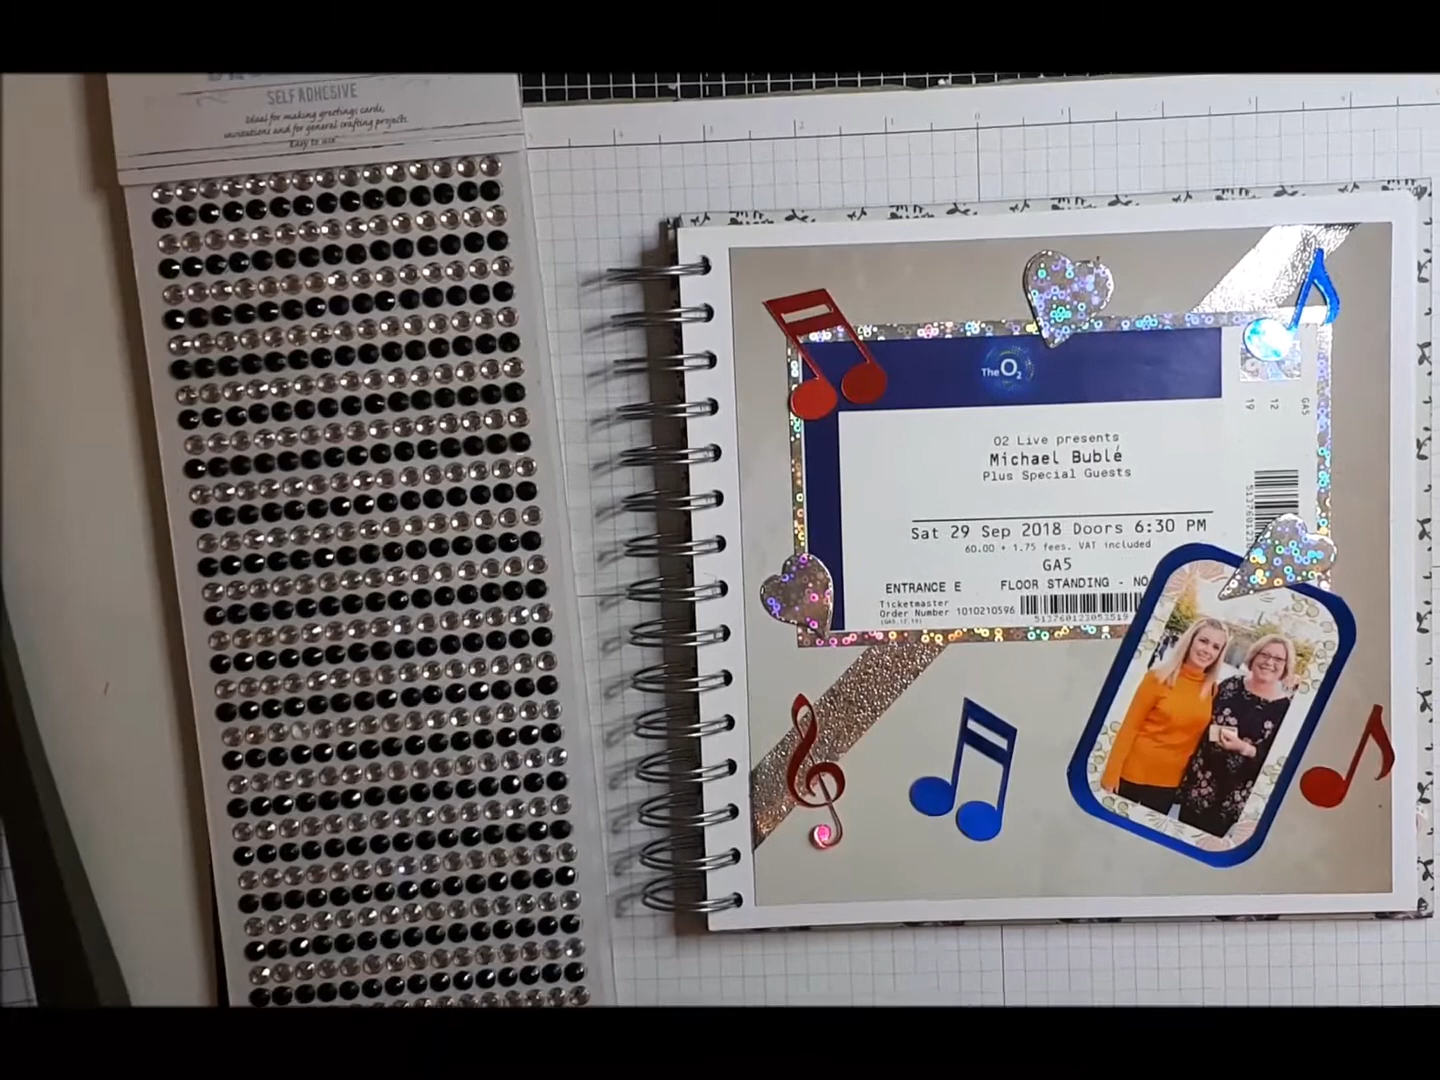 SELF ADHESIVE
Ideal for making greetings cards,
invitations and for general crafting projects.
Easy to use
The O2
O2 Live presents
Michael Bublé
Plus Special Guests
Sat 29 Sep 2018 Doors 6:30 PM
60.00 + 1.75 fees. VAT included
GA5
ENTRANCE E FLOOR STANDING - NO
Ticketmaster
Order Number 1010210596
513760123053519
GA5
12
19